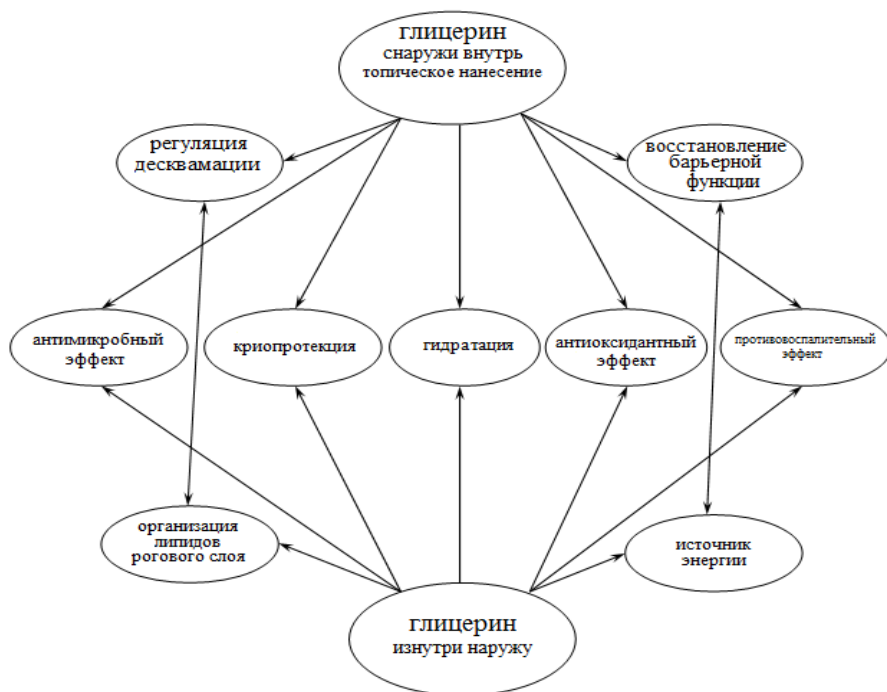 глицерин
снаружи внутрь
топическое нанесение
регуляция
десквамации
восстановление
барьерной
функции
антимикробный
эффект
криопротекция
гидратация
антиоксидантный
эффект
противовоспалительный
эффект
организация
липидов
рогового слоя
источник
энергии
глицерин
изнутри наружу